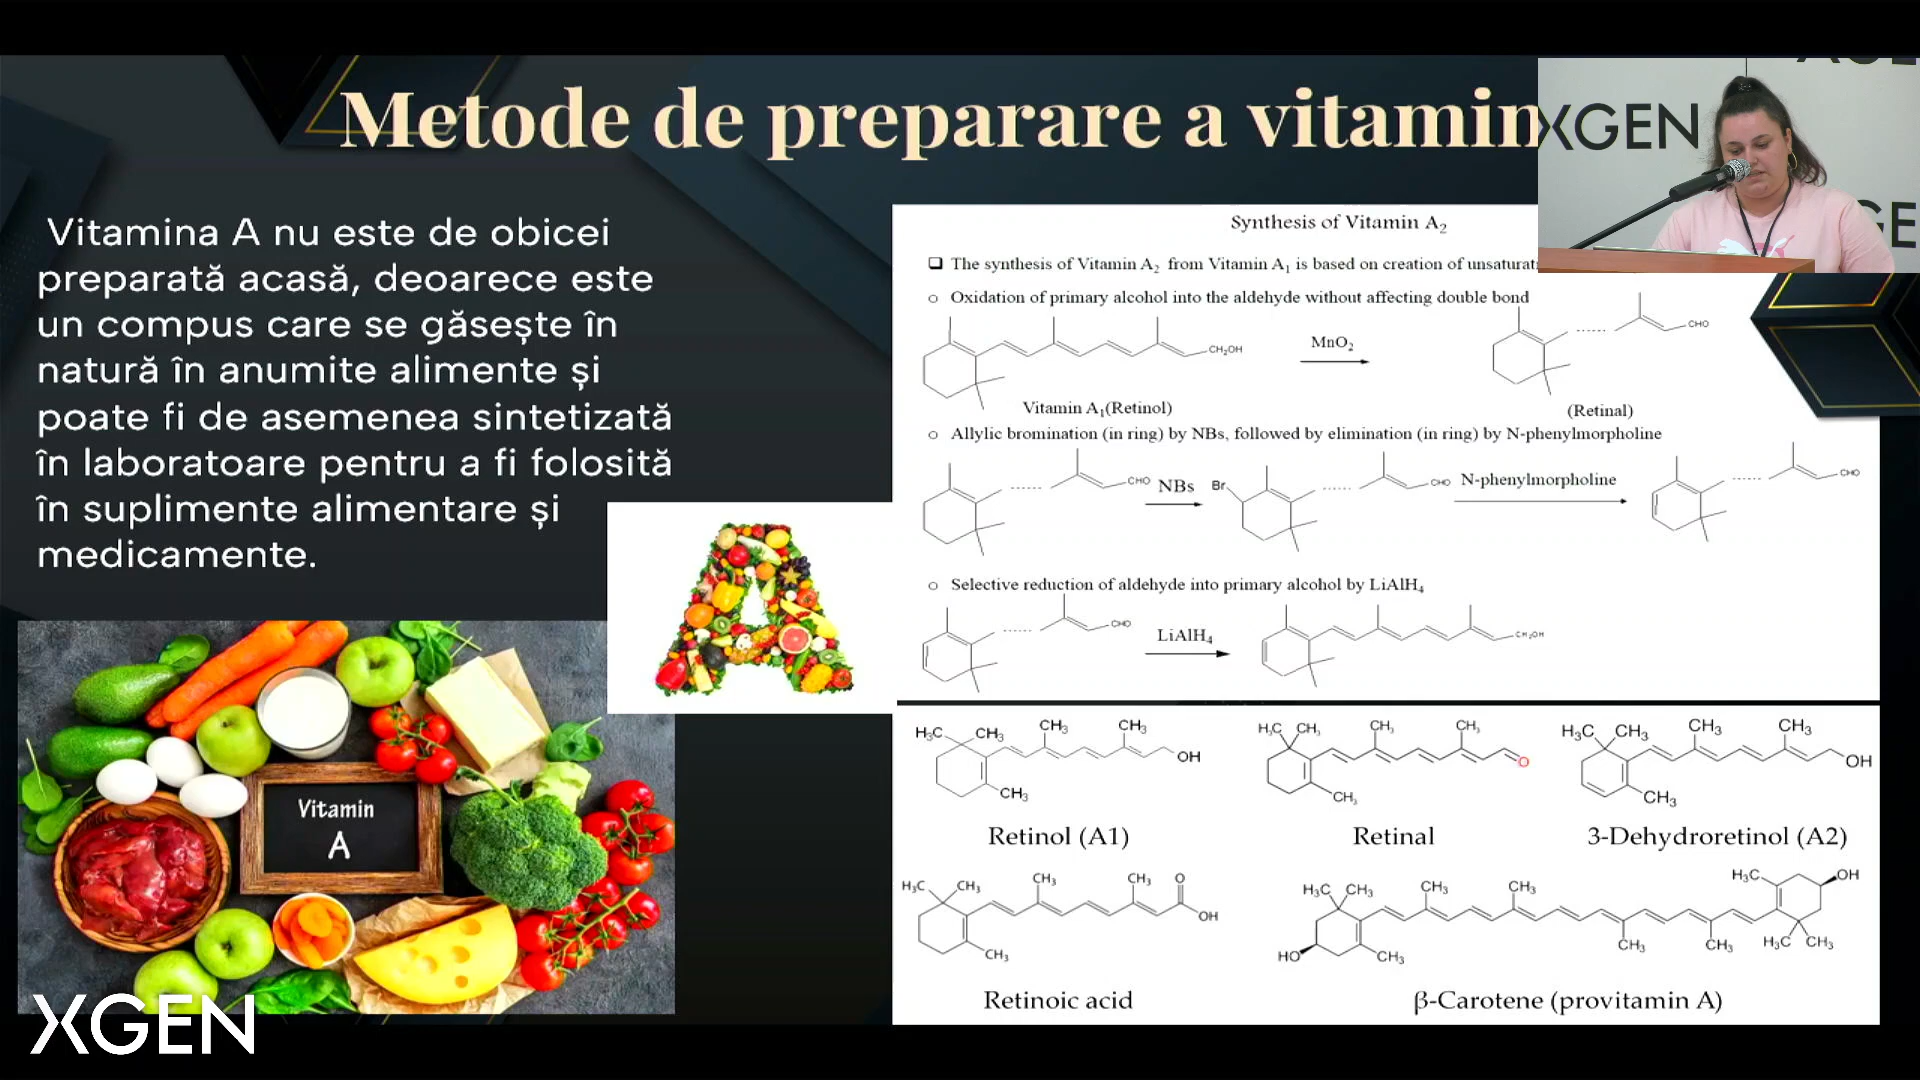 Metode de preparare a vitamin
XGEN
Vitamina A nu este de obicei
preparată acasă, deoarece este
un compus care se găsește în
natură în anumite alimente și
poate fi de asemenea sintetizată
în laboratoare pentru a fi folosită
în suplimente alimentare și
medicamente.
Synthesis of Vitamin A₂
The synthesis of Vitamin A₂ from Vitamin A₁ is based on creation of
Oxidation of primary alcohol into the aldehyde without affecting double bond
CH₂OH
MnO₂
CHO
Vitamin A₁(Retinol)
(Retinal)
Allylic bromination (in ring) by NBs, followed by elimination (in ring) by N-phenylmorpholine
CHO NBs Br CHO N-phenylmorpholine CHO
Selective reduction of aldehyde into primary alcohol by LiAlH₄
CHO LiAlH₄ CH₂OH
H₃C CH₃ CH₃ CH₃ OH CH₃
Retinol (A1)
H₃C CH₃ CH₃ CH₃ O CH₃
Retinal
H₃C CH₃ CH₃ CH₃ OH CH₃
3-Dehydroretinol (A2)
H₃C CH₃ CH₃ CH₃ O OH CH₃
Retinoic acid
H₃C CH₃ CH₃ CH₃ H₃C OH
HO CH₃ CH₃ CH₃ H₃C CH₃
β-Carotene (provitamin A)
Vitamin
A
XGEN